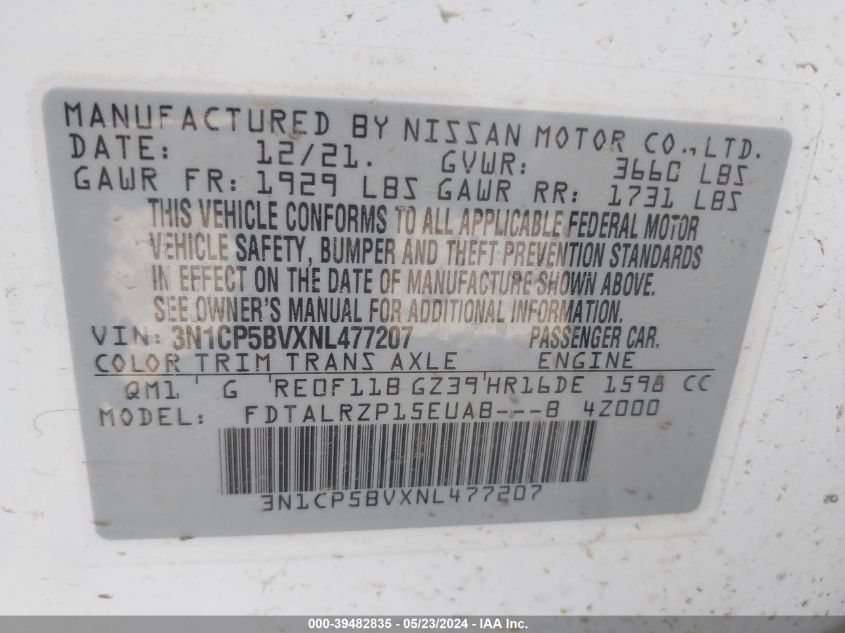 MANUFACTURED BY NISSAN MOTOR CO., LTD.
DATE: 12/21. GVWR: 3660 LBS
GAWR FR: 1929 LBS GAWR RR: 1731 LBS
THIS VEHICLE CONFORMS TO ALL APPLICABLE FEDERAL MOTOR
VEHICLE SAFETY, BUMPER AND THEFT PREVENTION STANDARDS
IN EFFECT ON THE DATE OF MANUFACTURE SHOWN ABOVE.
SEE OWNER'S MANUAL FOR ADDITIONAL INFORMATION.
VIN: 3N1CP5BVXNL477207 PASSENGER CAR.
COLOR TRIM TRANS AXLE ENGINE
QM1 G RE0F11B GZ39 HR16DE 1598 CC
MODEL: FDTALRZP15EUAB---B 4Z000
3N1CP5BVXNL477207
000-39482835 - 05/23/2024 - IAA Inc.